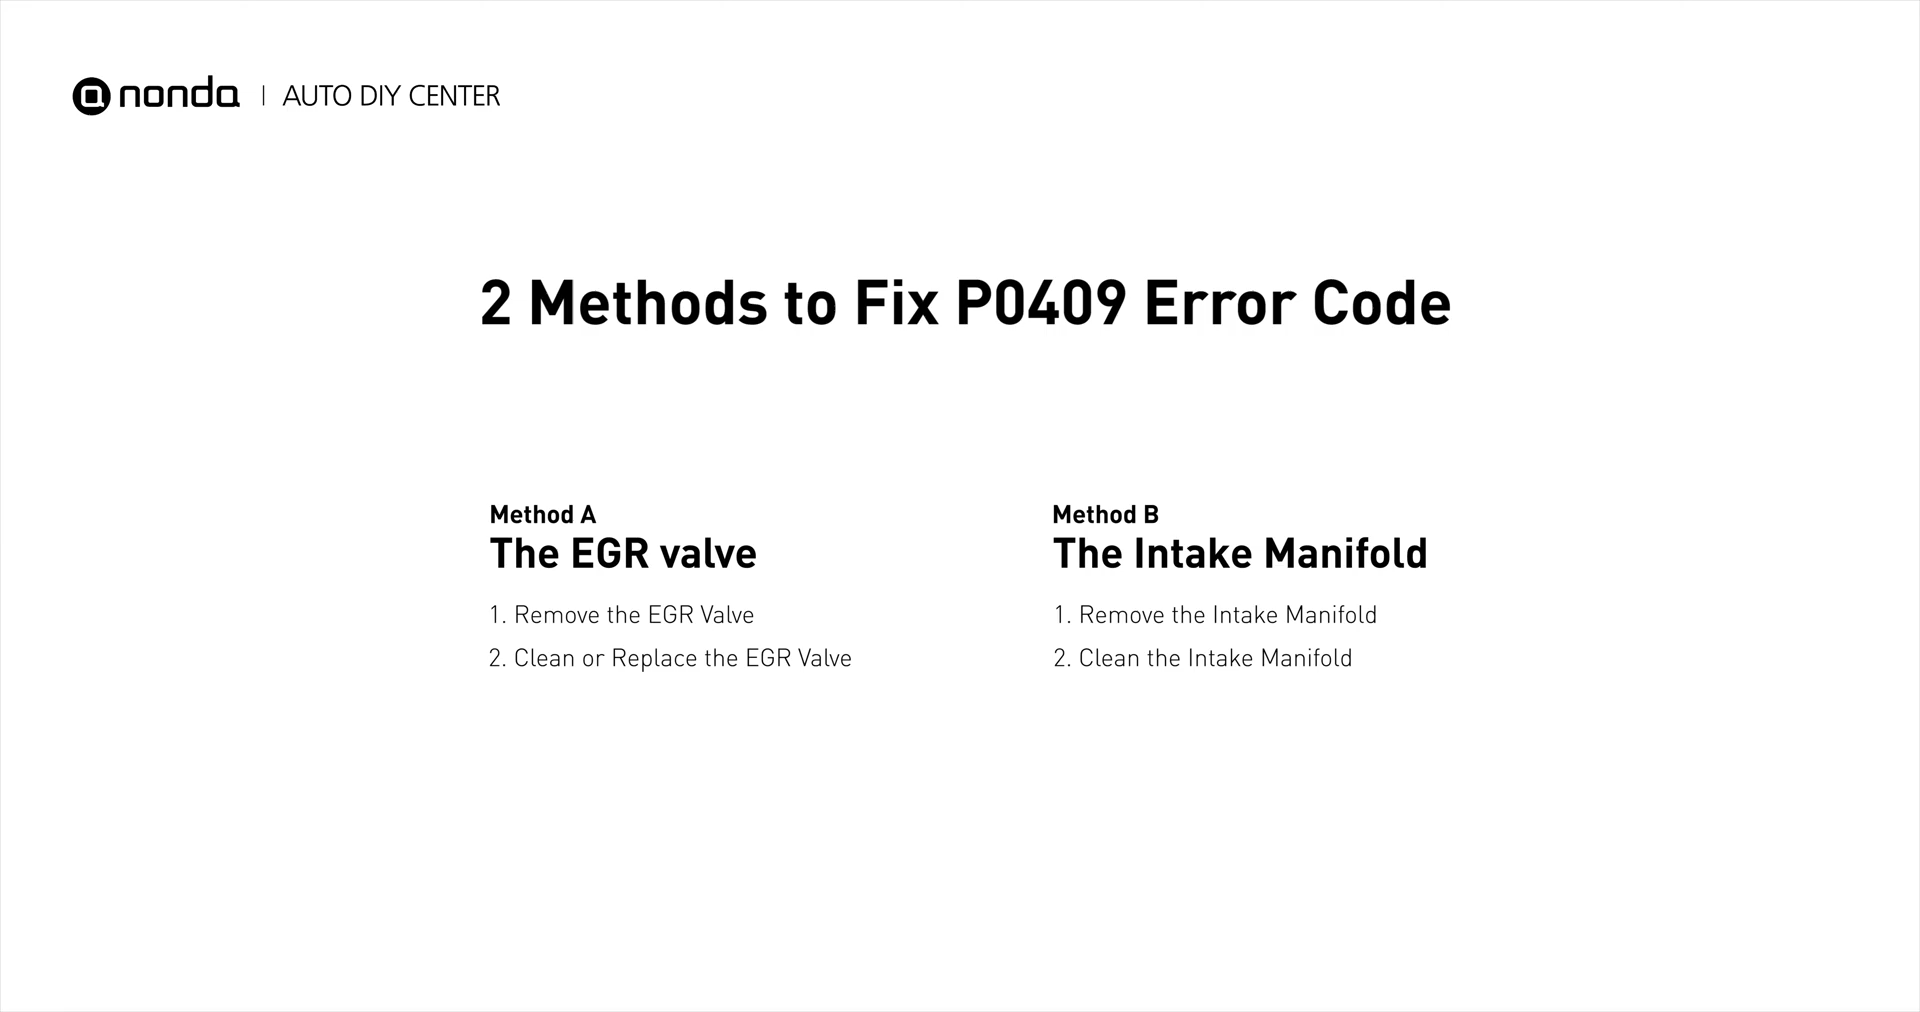 nonda | AUTO DIY CENTER
2 Methods to Fix P0409 Error Code
Method A
The EGR valve
1. Remove the EGR Valve
2. Clean or Replace the EGR Valve
Method B
The Intake Manifold
1. Remove the Intake Manifold
2. Clean the Intake Manifold